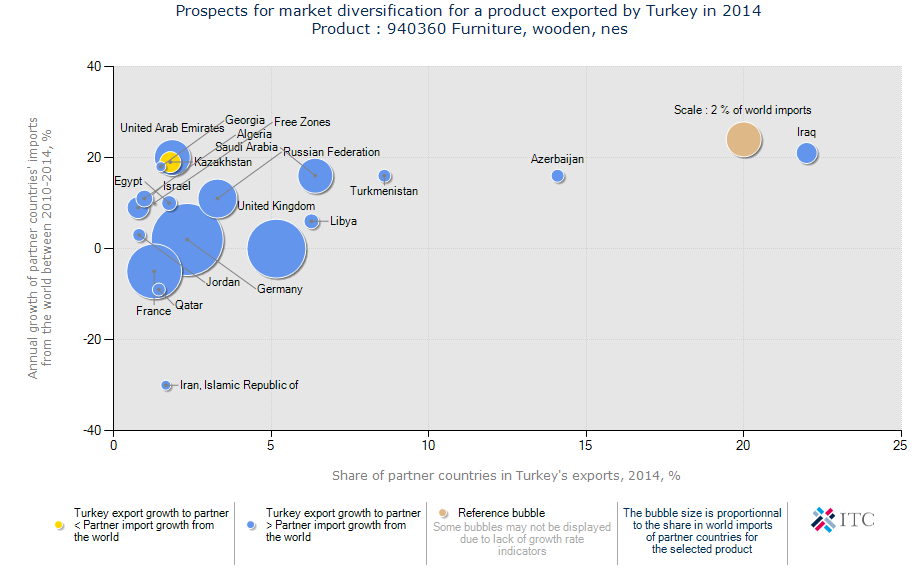 Prospects for market diversification for a product exported by Turkey in 2014
Product : 940360 Furniture, wooden, nes
Annual growth of partner countries' imports
from the world between 2010-2014, %
40
20
0
-20
-40
Scale : 2 % of world imports
Iraq
Georgia
Free Zones
United Arab Emirates
Algeria
Saudi Arabia
Russian Federation
Kazakhstan
Azerbaijan
Egypt
Israel
Turkmenistan
United Kingdom
Libya
Jordan
Germany
Qatar
France
Iran, Islamic Republic of
0
5
10
15
20
25
Share of partner countries in Turkey's exports, 2014, %
Turkey export growth to partner
< Partner import growth from
the world
Turkey export growth to partner
> Partner import growth from
the world
Reference bubble
Some bubbles may not be displayed
due to lack of growth rate
indicators
The bubble size is proportionnal
to the share in world imports
of partner countries for
the selected product
ITC